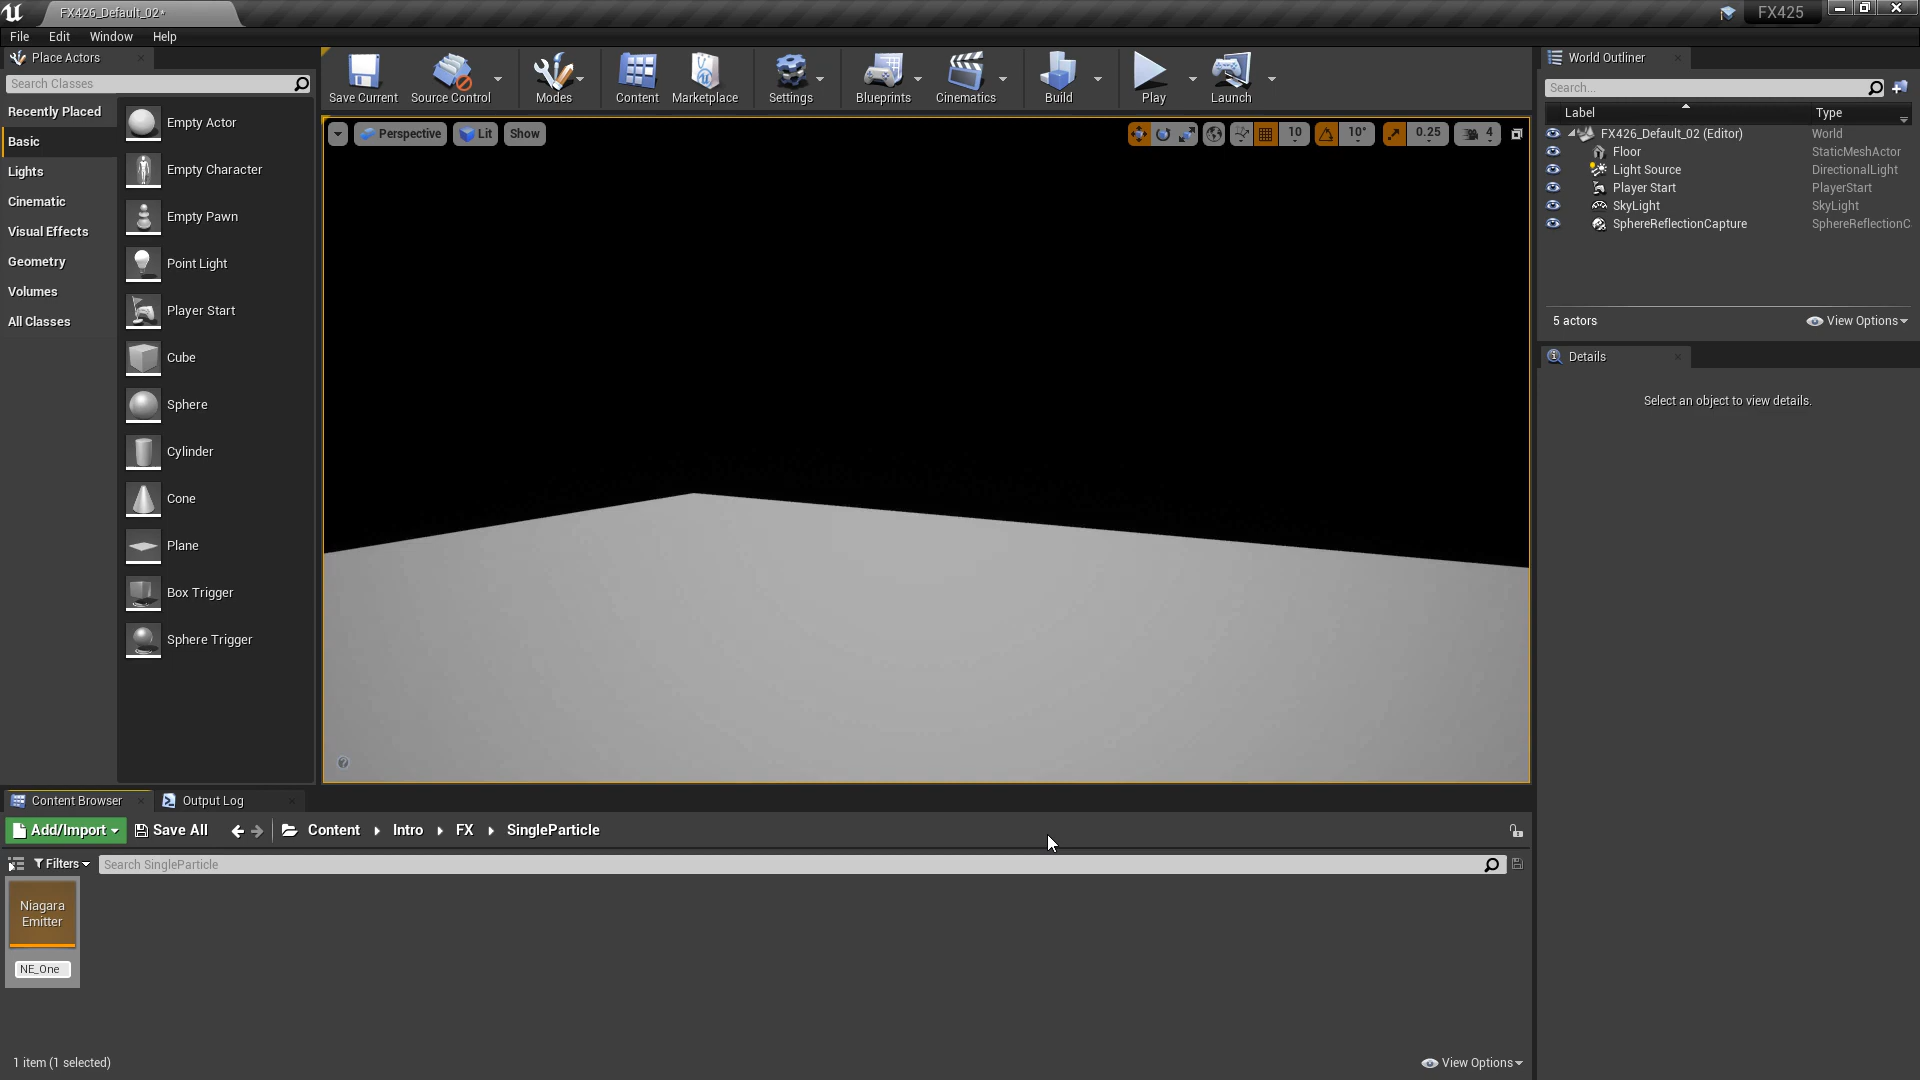 FX426_Default_02*
FX425
File Edit Window Help
Place Actors
Search Classes
Recently Placed
Basic
Lights
Cinematic
Visual Effects
Geometry
Volumes
All Classes
Empty Actor
Empty Character
Empty Pawn
Point Light
Player Start
Cube
Sphere
Cylinder
Cone
Plane
Box Trigger
Sphere Trigger
Save Current Source Control Modes Content Marketplace Settings Blueprints Cinematics Build Play Launch
Perspective Lit Show
10 10° 0.25 4
World Outliner
Search...
Label Type
FX426_Default_02 (Editor) World
Floor StaticMeshActor
Light Source DirectionalLight
Player Start PlayerStart
SkyLight SkyLight
SphereReflectionCapture SphereReflectionC
5 actors View Options
Details
Select an object to view details.
Content Browser Output Log
Add/Import Save All Content Intro FX SingleParticle
Filters Search SingleParticle
Niagara
Emitter
NE_One
1 item (1 selected) View Options